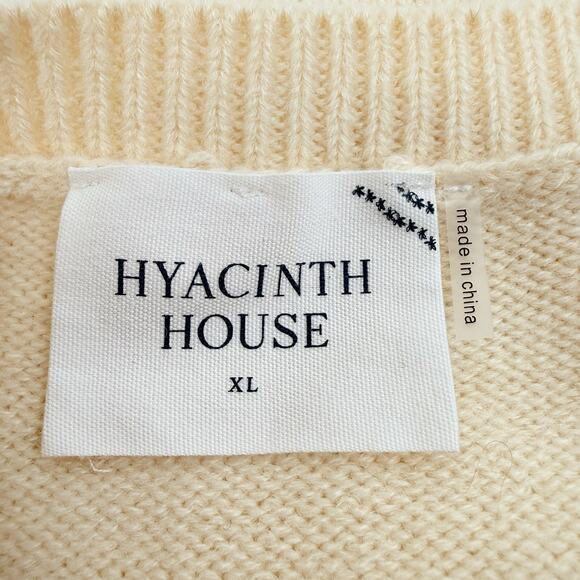 HYACINTH
HOUSE
XL
made in china